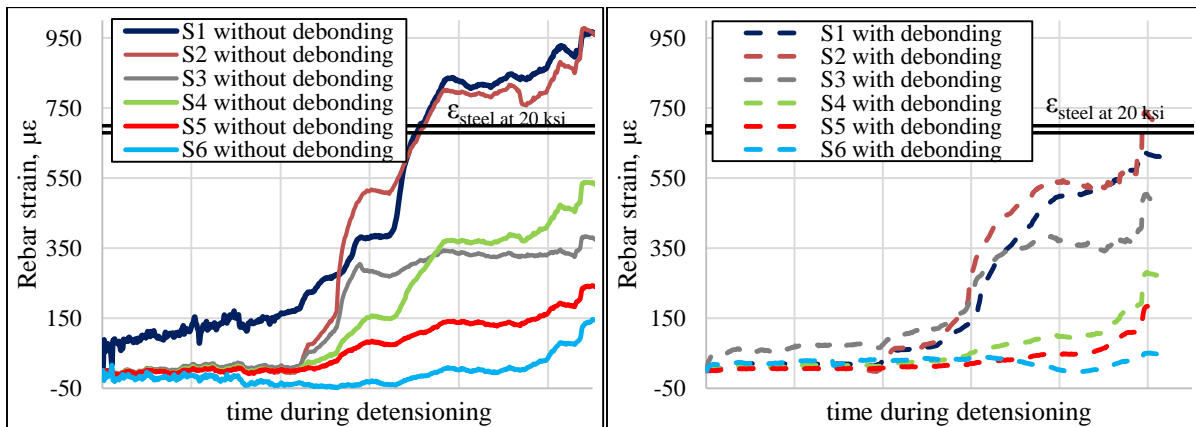 950
750
550
350
150
-50
Rebar strain, µε
S1 without debonding
S2 without debonding
S3 without debonding
S4 without debonding
S5 without debonding
S6 without debonding
εsteel at 20 ksi
time during detensioning
950
750
550
350
150
-50
Rebar strain, µε
S1 with debonding
S2 with debonding
S3 with debonding
S4 with debonding
S5 with debonding
S6 with debonding
εsteel at 20 ksi
time during detensioning